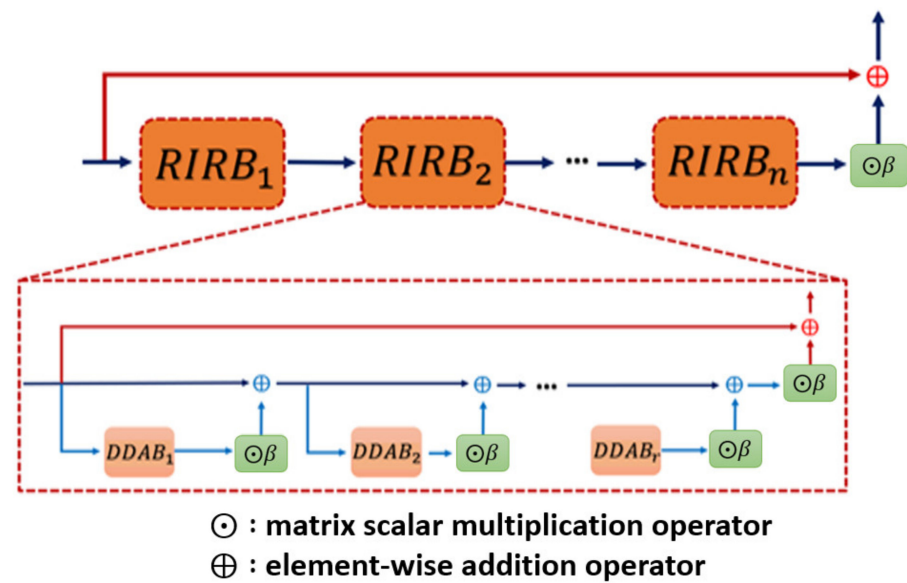 RIRB₁ RIRB₂ ... RIRBₙ ⊙β
⊕
⊕ ⊕ ... ⊕ ⊙β
DDAB₁ ⊙β DDAB₂ ⊙β DDABᵣ ⊙β
⊙ : matrix scalar multiplication operator
⊕ : element-wise addition operator